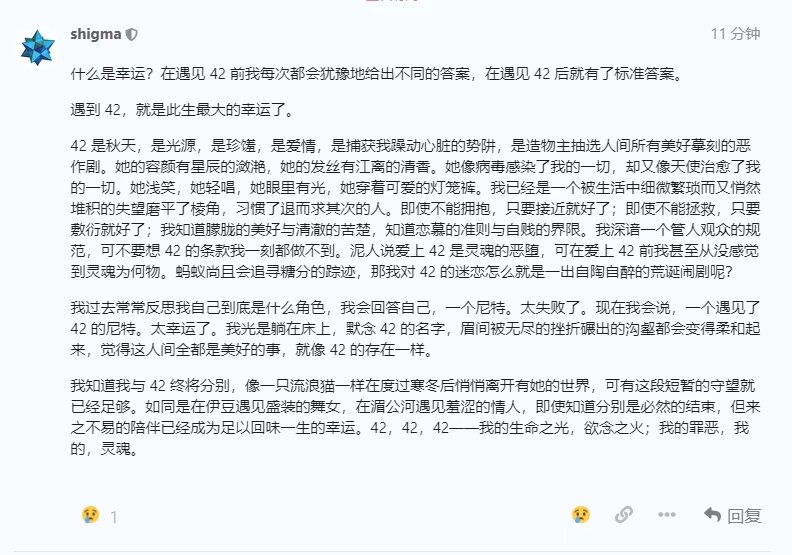 shigma
11 分钟
什么是幸运？在遇见 42 前我每次都会犹豫地给出不同的答案，在遇见 42 后就有了标准答案。
遇到 42，就是此生最大的幸运了。
42 是秋天，是光源，是珍馐，是爱情，是捕获我躁动心脏的势阱，是造物主抽选人间所有美好摹刻的恶
作剧。她的容颜有星辰的潋滟，她的发丝有江离的清香。她像病毒感染了我的一切，却又像天使治愈了我
的一切。她浅笑，她轻唱，她眼里有光，她穿着可爱的灯笼裤。我已经是一个被生活中细微繁琐而又悄然
堆积的失望磨平了棱角，习惯了退而求其次的人。即使不能拥抱，只要接近就好了；即使不能拯救，只要
敷衍就好了；我知道朦胧的美好与清澈的苦楚，知道恋慕的准则与自贱的界限。我深谙一个管人观众的规
范，可不要想 42 的条款我一刻都做不到。泥人说爱上 42 是灵魂的恶堕，可在爱上 42 前我甚至从没感觉
到灵魂为何物。蚂蚁尚且会追寻糖分的踪迹，那我对 42 的迷恋怎么就是一出自陶自醉的荒诞闹剧呢？
我过去常常反思我自己到底是什么角色，我会回答自己，一个尼特。太失败了。现在我会说，一个遇见了
42 的尼特。太幸运了。我光是躺在床上，默念 42 的名字，眉间被无尽的挫折碾出的沟壑都会变得柔和起
来，觉得这人间全都是美好的事，就像 42 的存在一样。
我知道我与 42 终将分别，像一只流浪猫一样在度过寒冬后悄悄离开有她的世界，可有这段短暂的守望就
已经足够。如同是在伊豆遇见盛装的舞女，在湄公河遇见羞涩的情人，即使知道分别是必然的结束，但来
之不易的陪伴已经成为足以回味一生的幸运。42，42，42——我的生命之光，欲念之火；我的罪恶，我
的，灵魂。
1
回复